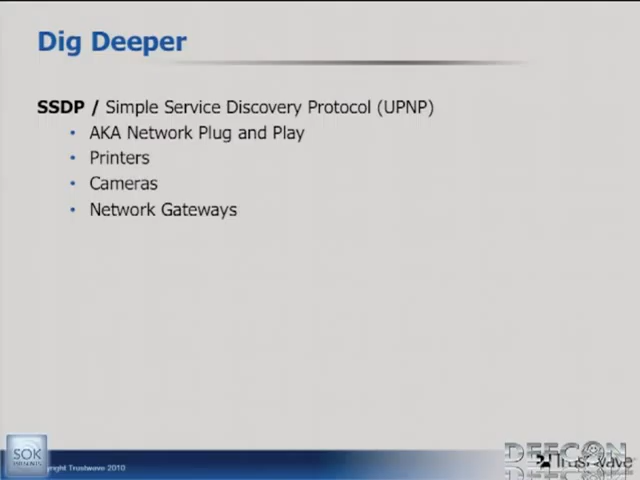 Dig Deeper
SSDP / Simple Service Discovery Protocol (UPNP)
• AKA Network Plug and Play
• Printers
• Cameras
• Network Gateways
SOK
Copyright Trustwave 2010
DEFCON
Trustwave